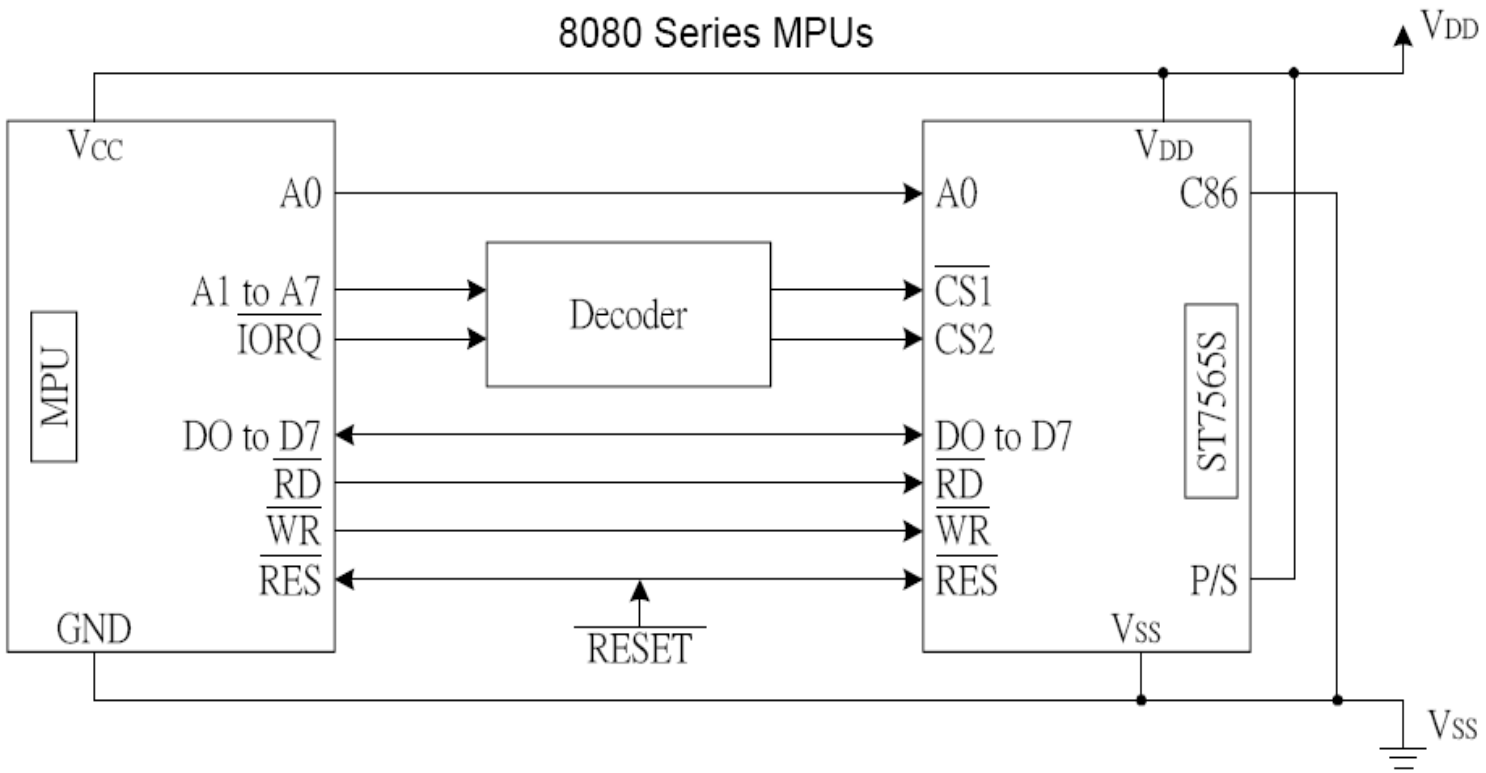 8080 Series MPUs
VDD
VCC
VDD
A0
A0
C86
A1 to A7
CS1
IORQ
Decoder
CS2
MPU
ST7565S
DO to D7
DO to D7
RD
RD
WR
WR
RES
RES
P/S
GND
RESET
VSS
VSS